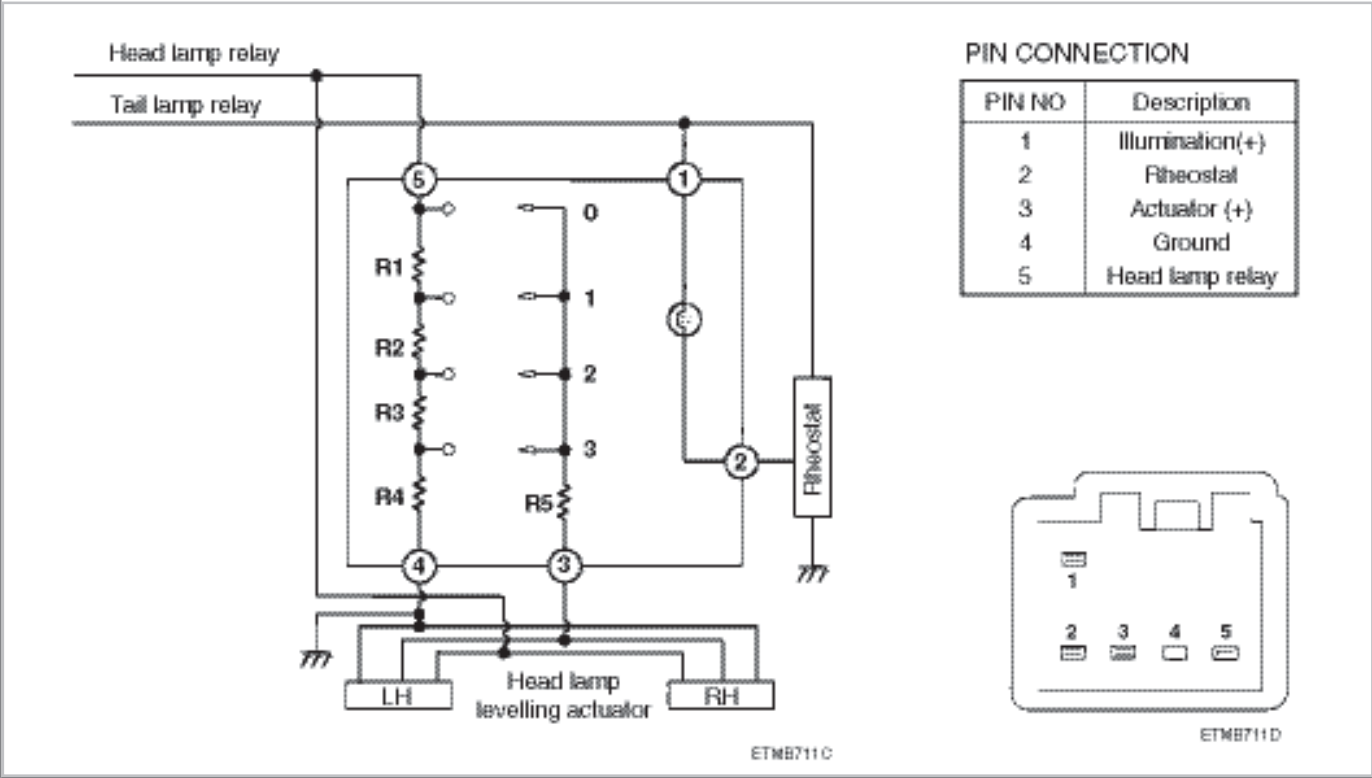 Head lamp relay
Tail lamp relay
5
1
0
R1
1
R2
2
R3
3
R4
R5
2
Rheostat
4
3
LH
Head lamp
levelling actuator
RH
ETMB711C
PIN CONNECTION
PIN NO Description
1 Illumination(+)
2 Rheostat
3 Actuator (+)
4 Ground
5 Head lamp relay
1
2 3 4 5
ETMB711D